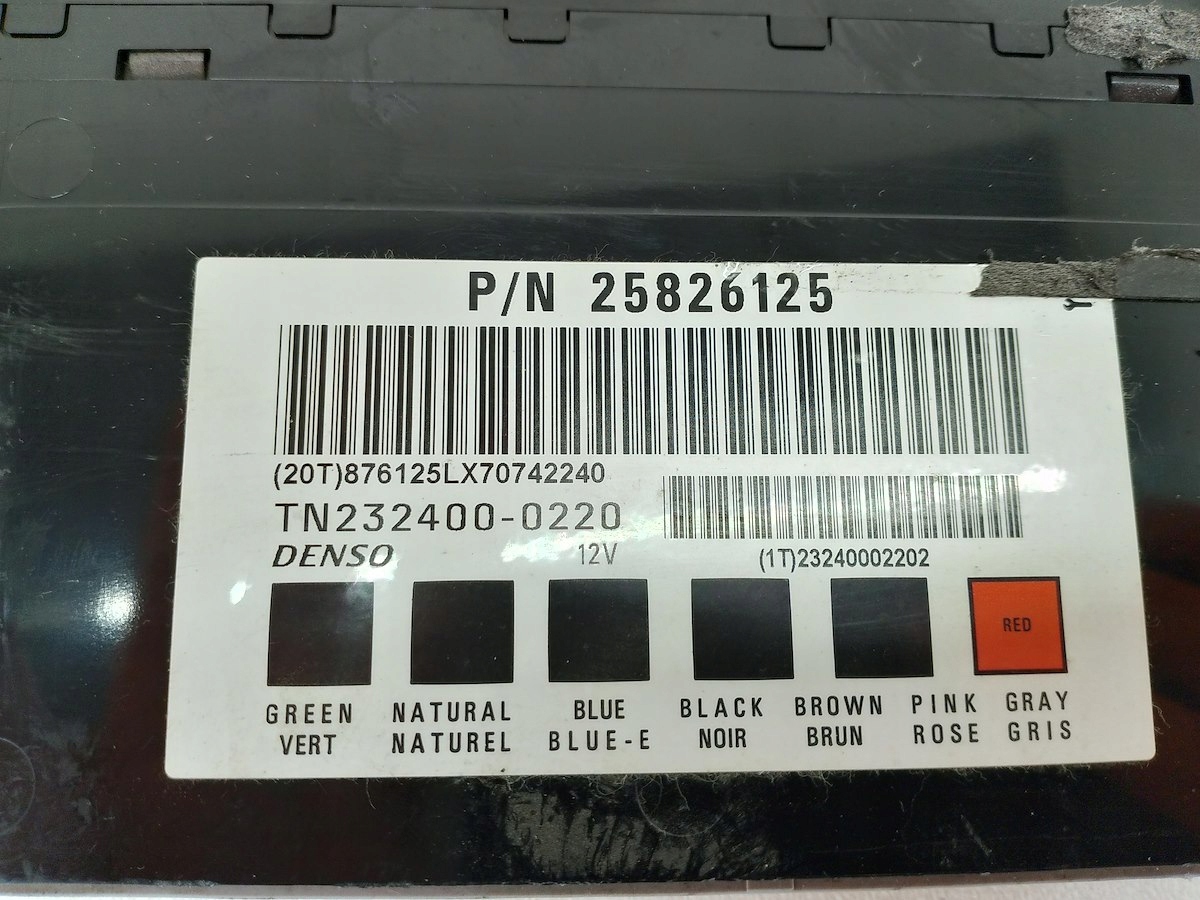 P/N 25826125
(20T)876125LX70742240
TN232400-0220
DENSO 12V
(1T)23240002202
RED
GREEN NATURAL BLUE BLACK BROWN PINK GRAY
VERT NATUREL BLUE-E NOIR BRUN ROSE GRIS